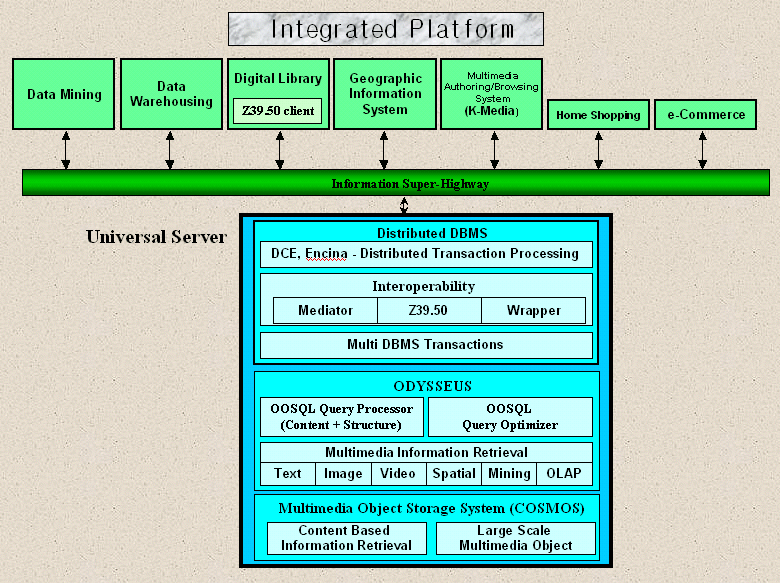 Integrated Platform
Data Mining
Data
Warehousing
Digital Library
Z39.50 client
Geographic
Information
System
Multimedia
Authoring/Browsing
System
(K-Media)
Home Shopping
e-Commerce
Information Super-Highway
Universal Server
Distributed DBMS
DCE, Encina - Distributed Transaction Processing
Interoperability
Mediator
Z39.50
Wrapper
Multi DBMS Transactions
ODYSSEUS
OOSQL Query Processor
(Content + Structure)
OOSQL
Query Optimizer
Multimedia Information Retrieval
Text
Image
Video
Spatial
Mining
OLAP
Multimedia Object Storage System (COSMOS)
Content Based
Information Retrieval
Large Scale
Multimedia Object